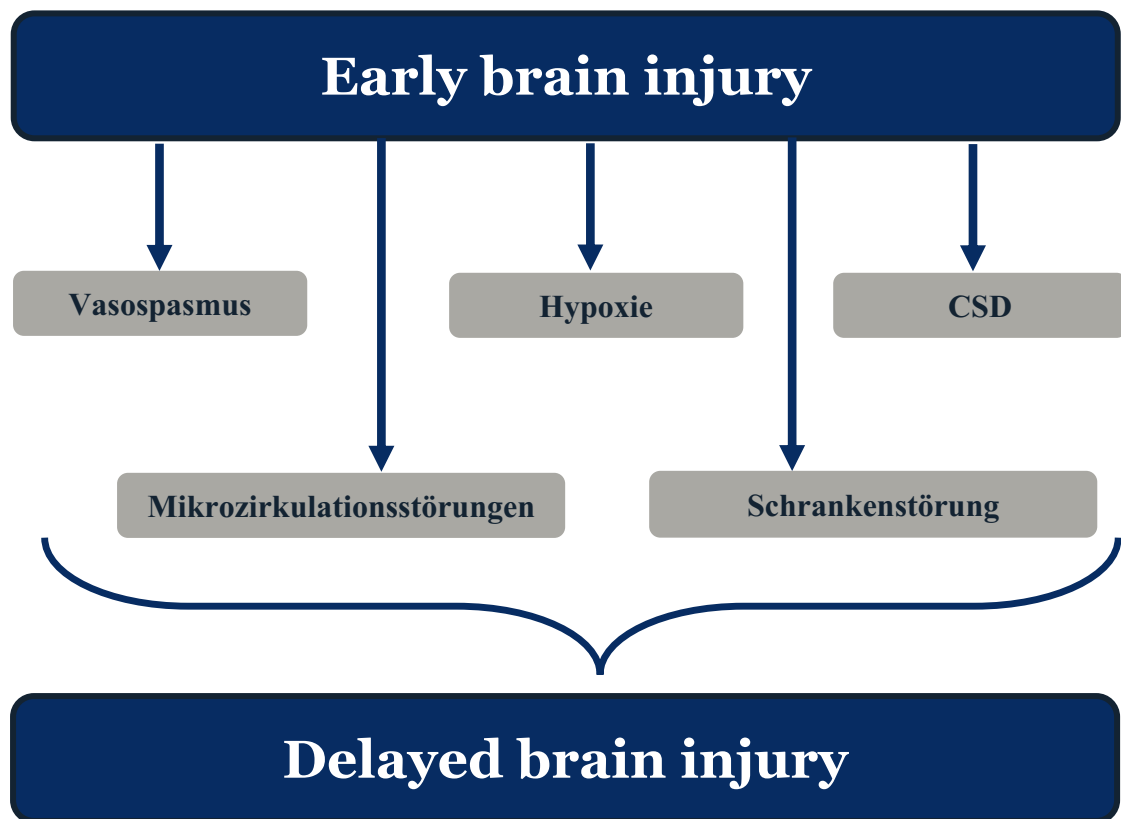 Early brain injury
Vasospasmus
Hypoxie
CSD
Mikrozirkulationsstörungen
Schrankenstörung
Delayed brain injury